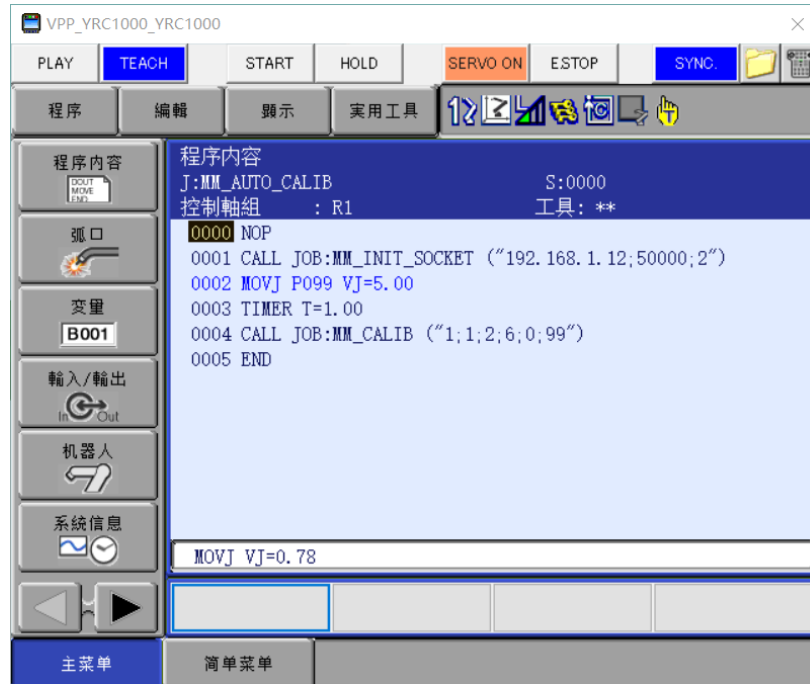 VPP_YRC1000_YRC1000
PLAY TEACH START HOLD SERVO ON E.STOP SYNC.
程序 編輯 顕示 実用工具
程序内容
DOUT
MOVE
END
弧口
変量
B001
輸入/輸出
In Out
机器人
系統信息
程序内容
J:MM_AUTO_CALIB S:0000
控制軸組 : R1 工具: **
0000 NOP
0001 CALL JOB:MM_INIT_SOCKET ("192.168.1.12;50000;2")
0002 MOVJ P099 VJ=5.00
0003 TIMER T=1.00
0004 CALL JOB:MM_CALIB ("1;1;2;6;0;99")
0005 END
MOVJ VJ=0.78
主菜单 简单菜单